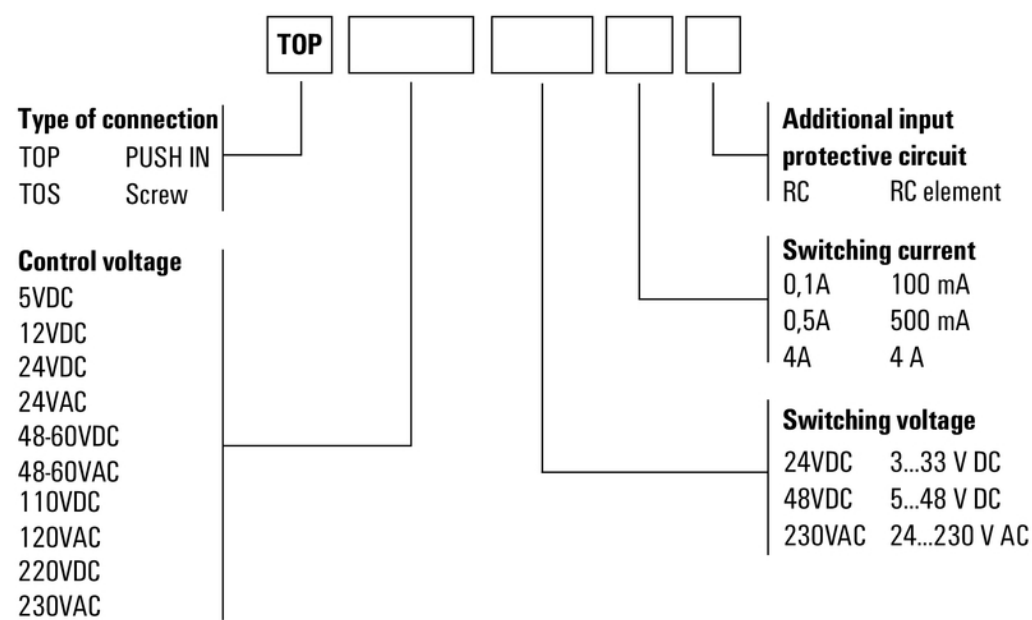 TOP
Type of connection
TOP PUSH IN
TOS Screw
Control voltage
5VDC
12VDC
24VDC
24VAC
48-60VDC
48-60VAC
110VDC
120VAC
220VDC
230VAC
Additional input
protective circuit
RC RC element
Switching current
0,1A 100 mA
0,5A 500 mA
4A 4 A
Switching voltage
24VDC 3...33 V DC
48VDC 5...48 V DC
230VAC 24...230 V AC